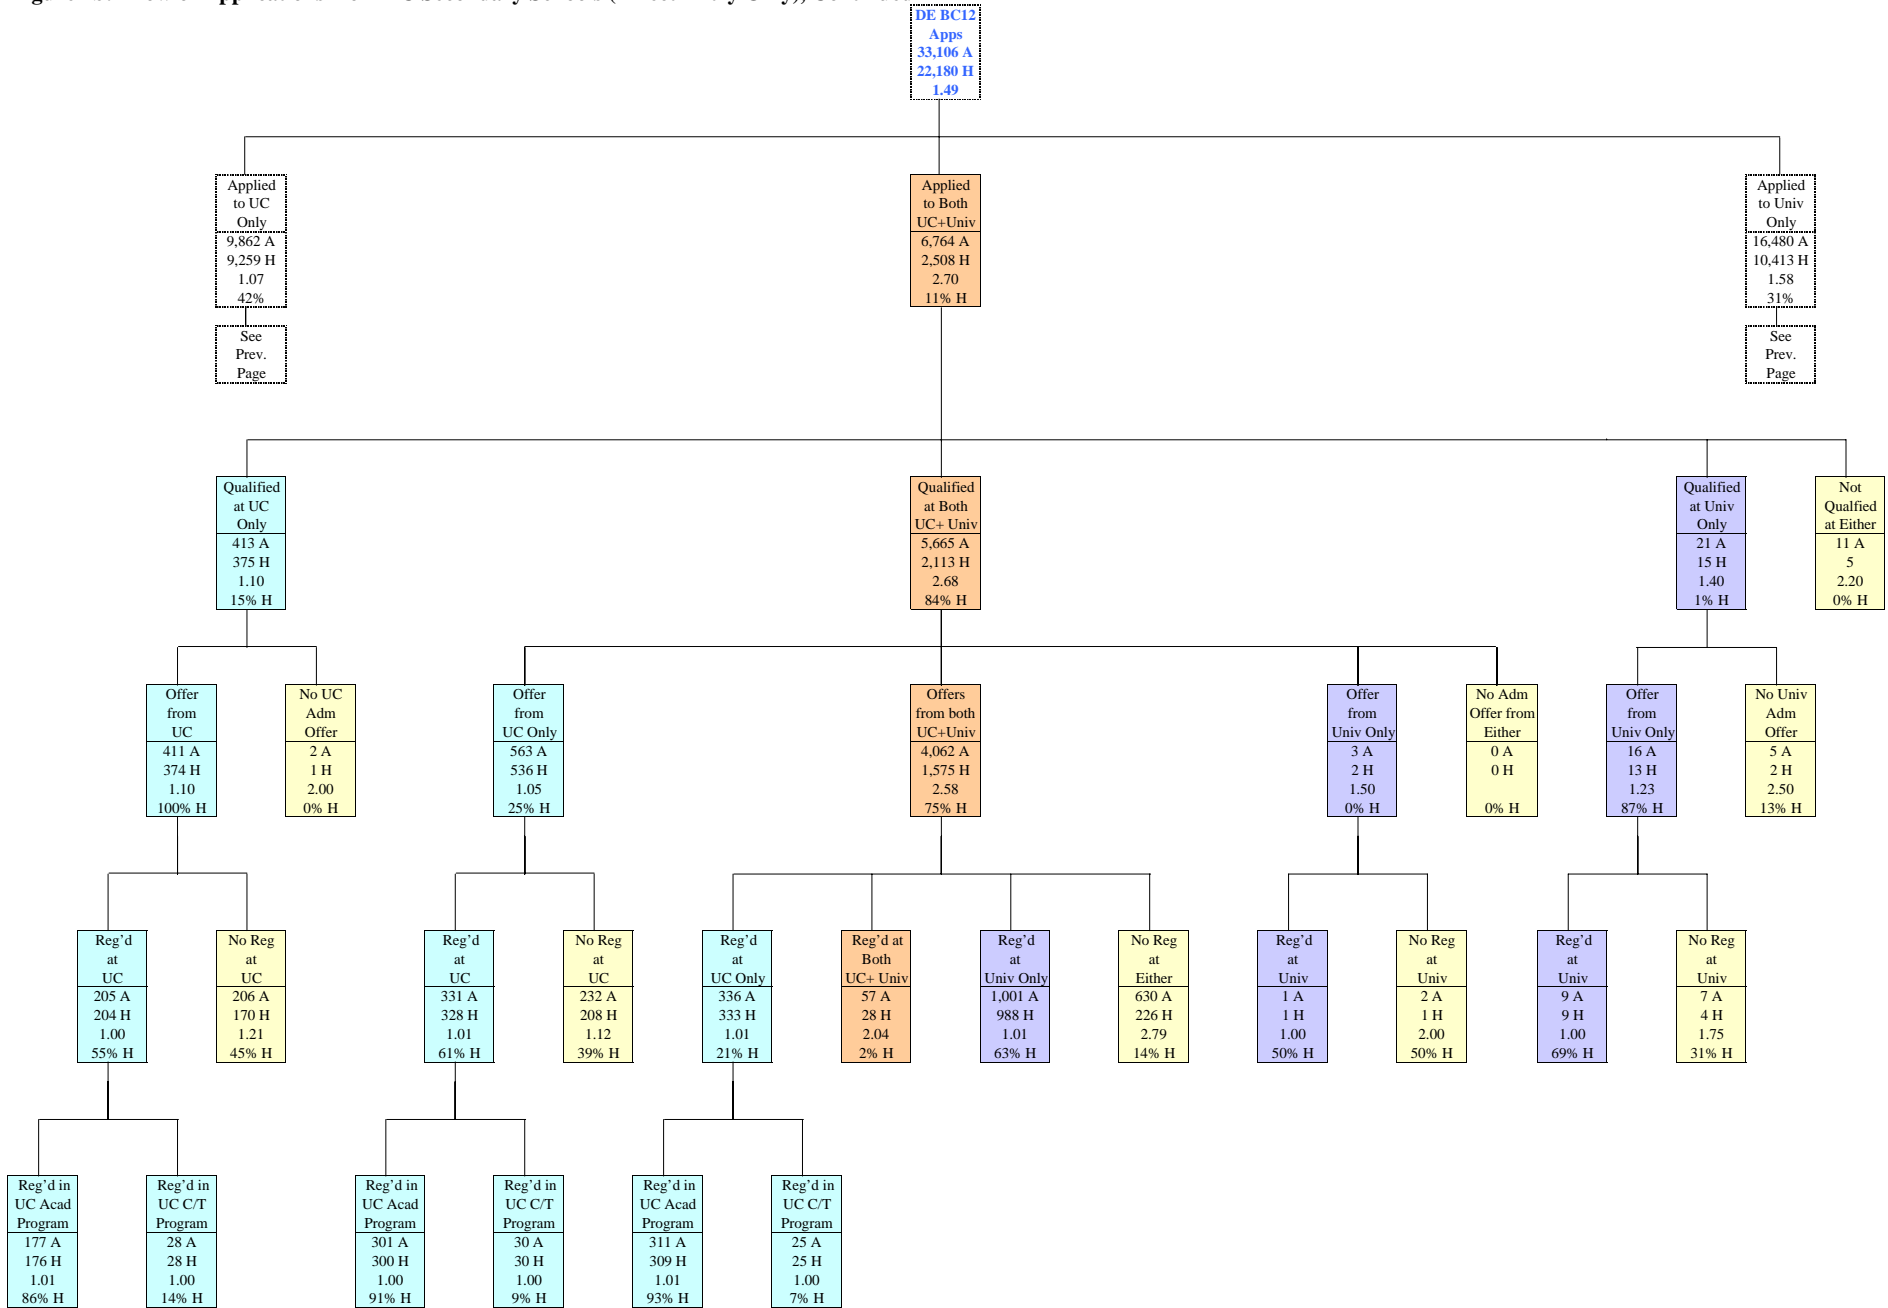 DE BC12
Apps
33,106 A
22,180 H
1.49
Applied
to UC
Only
9,862 A
9,259 H
1.07
42%
See
Prev.
Page
Applied
to Both
UC+Univ
6,764 A
2,508 H
2.70
11% H
Applied
to Univ
Only
16,480 A
10,413 H
1.58
31%
See
Prev.
Page
Qualified
at UC
Only
413 A
375 H
1.10
15% H
Qualified
at Both
UC+ Univ
5,665 A
2,113 H
2.68
84% H
Qualified
at Univ
Only
21 A
15 H
1.40
1% H
Not
Qualfied
at Either
11 A
5
2.20
0% H
Offer
from
UC
411 A
374 H
1.10
100% H
No UC
Adm
Offer
2 A
1 H
2.00
0% H
Offer
from
UC Only
563 A
536 H
1.05
25% H
Offers
from both
UC+Univ
4,062 A
1,575 H
2.58
75% H
Offer
from
Univ Only
3 A
2 H
1.50
0% H
No Adm
Offer from
Either
0 A
0 H
0% H
Offer
from
Univ Only
16 A
13 H
1.23
87% H
No Univ
Adm
Offer
5 A
2 H
2.50
13% H
Reg’d
at
UC
205 A
204 H
1.00
55% H
No Reg
at
UC
206 A
170 H
1.21
45% H
Reg’d
at
UC
331 A
328 H
1.01
61% H
No Reg
at
UC
232 A
208 H
1.12
39% H
Reg’d
at
UC Only
336 A
333 H
1.01
21% H
Reg’d at
Both
UC+ Univ
57 A
28 H
2.04
2% H
Reg’d
at
Univ Only
1,001 A
988 H
1.01
63% H
No Reg
at
Either
630 A
226 H
2.79
14% H
Reg’d
at
Univ
1 A
1 H
1.00
50% H
No Reg
at
Univ
2 A
1 H
2.00
50% H
Reg’d
at
Univ
9 A
9 H
1.00
69% H
No Reg
at
Univ
7 A
4 H
1.75
31% H
Reg’d in
UC Acad
Program
177 A
176 H
1.01
86% H
Reg’d in
UC C/T
Program
28 A
28 H
1.00
14% H
Reg’d in
UC Acad
Program
301 A
300 H
1.00
91% H
Reg’d in
UC C/T
Program
30 A
30 H
1.00
9% H
Reg’d in
UC Acad
Program
311 A
309 H
1.01
93% H
Reg’d in
UC C/T
Program
25 A
25 H
1.00
7% H